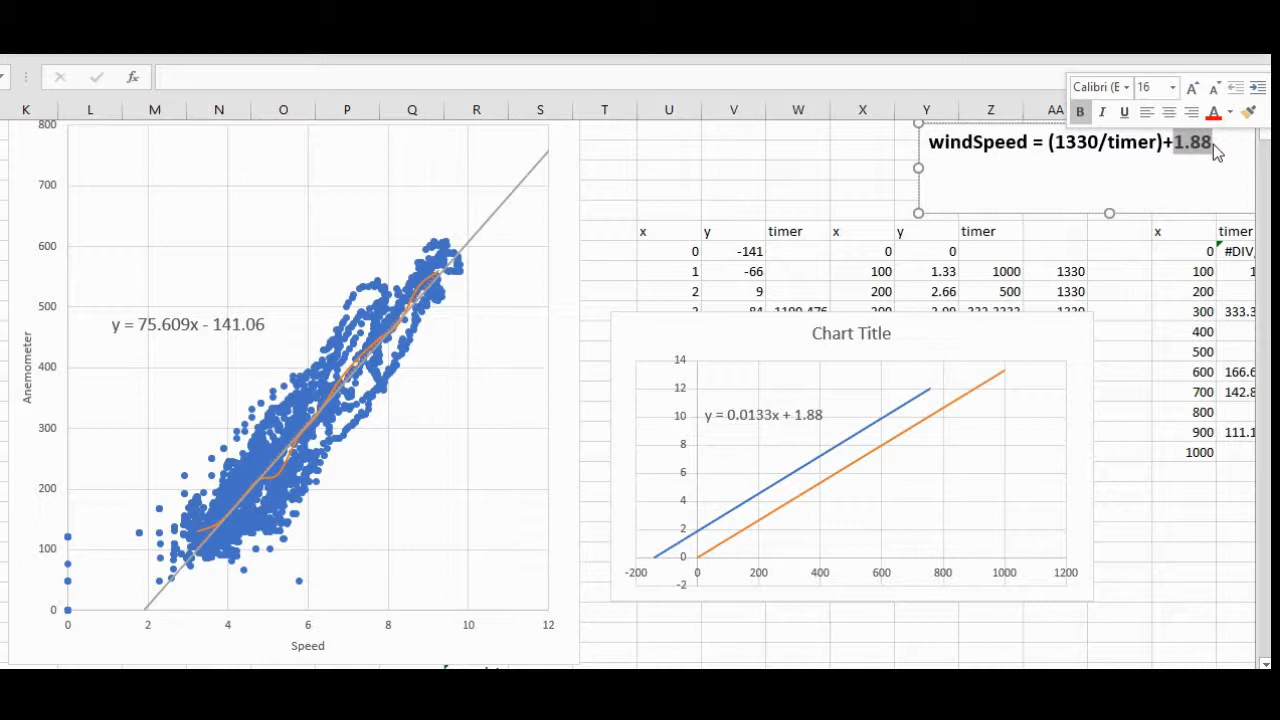 Calibri (E 16
B I U A
K L M N O P Q R S T U V W X Y Z AA
windSpeed = (1330/timer)+1.88
800
700
600
500
400
300
200
100
0
Anemometer
y = 75.609x - 141.06
0 2 4 6 8 10 12
Speed
x y timer x y timer x timer
0 -141 0 0 0 #DIV,
1 -66 100 1.33 1000 1330 100 1
2 9 200 2.66 500 1330 200
300 333.3
400
500
600 166.6
700 142.8
800
900 111.1
1000
Chart Title
14
12
10
8
6
4
2
0
-2
y = 0.0133x + 1.88
-200 0 200 400 600 800 1000 1200